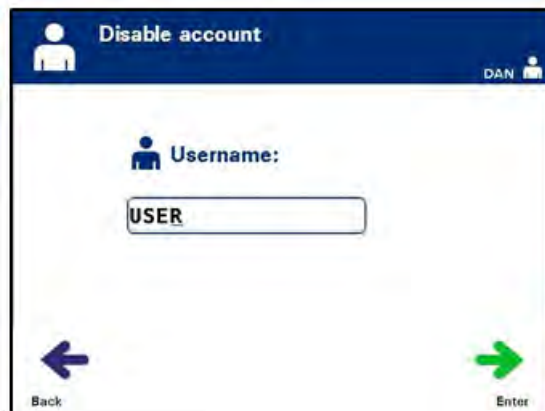 Disable account
DAN
Username:
USER
Back
Enter